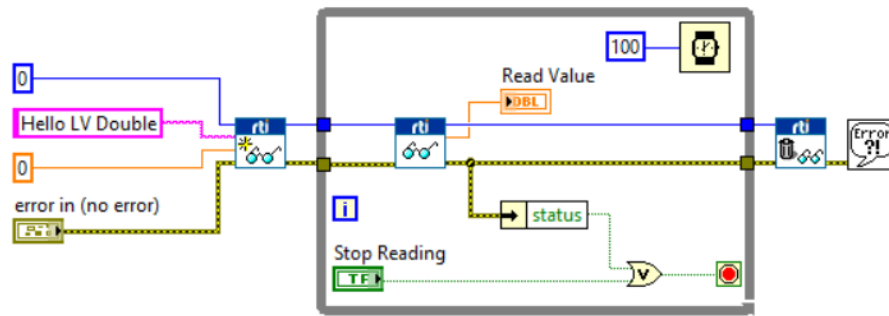 100
0
Read Value
DBL
Hello LV Double
rti
rti
rti
Error
?!
0
error in (no error)
i
status
Stop Reading
TF
V